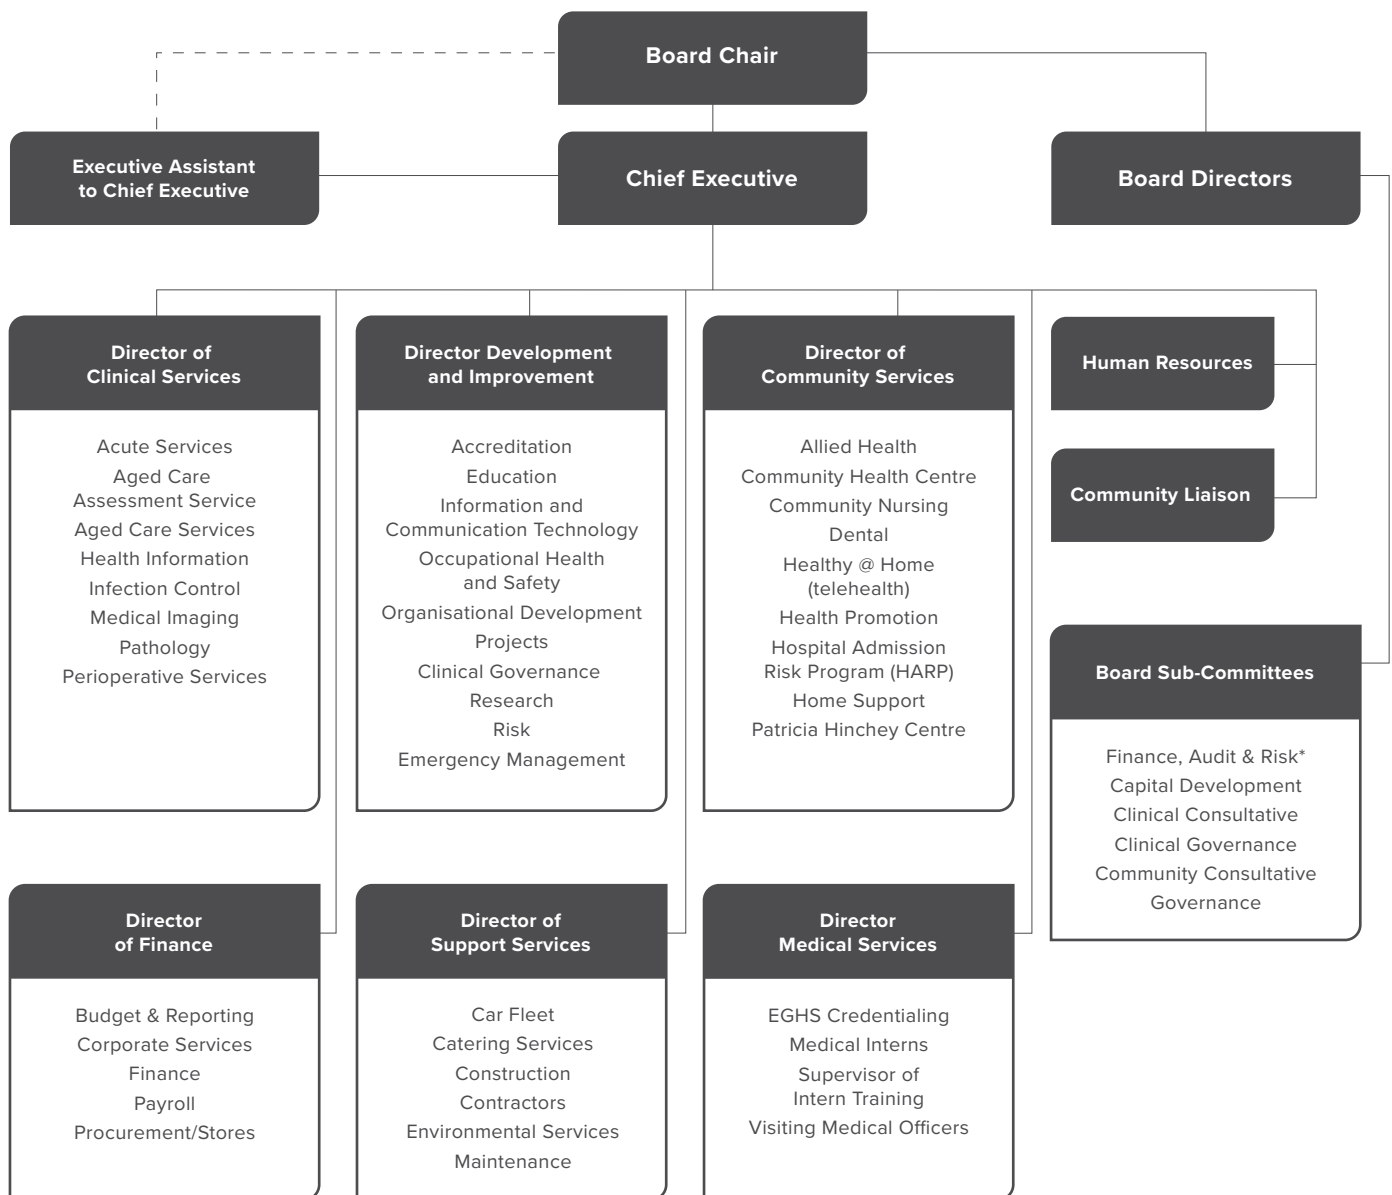 Board Chair
Executive Assistant
to Chief Executive
Chief Executive
Board Directors
Director of
Clinical Services
Acute Services
Aged Care
Assessment Service
Aged Care Services
Health Information
Infection Control
Medical Imaging
Pathology
Perioperative Services
Director Development
and Improvement
Accreditation
Education
Information and
Communication Technology
Occupational Health
and Safety
Organisational Development
Projects
Clinical Governance
Research
Risk
Emergency Management
Director of
Community Services
Allied Health
Community Health Centre
Community Nursing
Dental
Healthy @ Home
(telehealth)
Health Promotion
Hospital Admission
Risk Program (HARP)
Home Support
Patricia Hinchey Centre
Human Resources
Community Liaison
Board Sub-Committees
Finance, Audit & Risk*
Capital Development
Clinical Consultative
Clinical Governance
Community Consultative
Governance
Director
of Finance
Budget & Reporting
Corporate Services
Finance
Payroll
Procurement/Stores
Director of
Support Services
Car Fleet
Catering Services
Construction
Contractors
Environmental Services
Maintenance
Director
Medical Services
EGHS Credentialing
Medical Interns
Supervisor of
Intern Training
Visiting Medical Officers